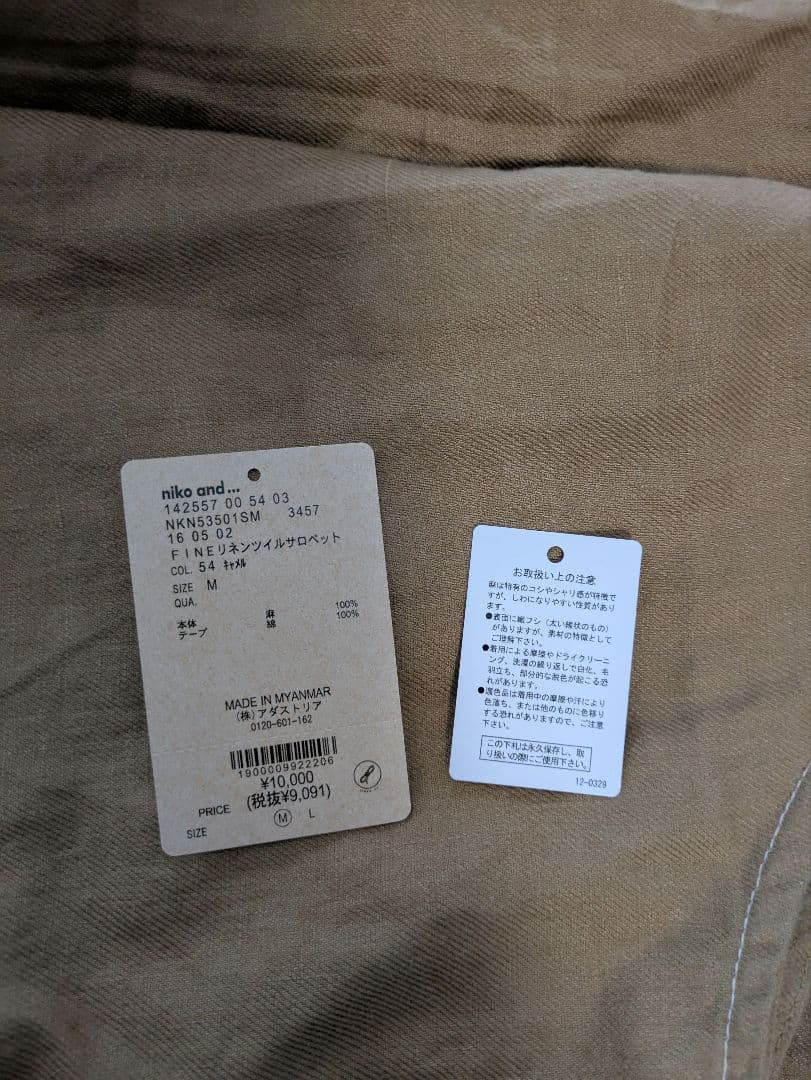 niko and...
142557 00 54 03
NKN53501SM 3457
16 05 02
FINEリネンツイルサロペット
COL. 54 ｷｬﾒﾙ
SIZE M
QUA.
本体 麻 100%
テープ 綿 100%
MADE IN MYANMAR
(株)アダストリア
0120-601-162
1900009922206
¥10,000
PRICE (税抜¥9,091)
SIZE M L
お取扱い上の注意
麻は特有のコシやシャリ感が特徴で
すが、しわになりやすい性質があり
ます。
●表面に繊フシ（太い線状のもの）
がありますが、素材の特徴として
ご理解下さい。
●着用による摩擦やドライクリーニ
ング、洗濯の繰り返しで白化、毛
羽立ち、部分的な脱色が起こる恐
れがあります。
●濃色品は着用中の摩擦や汗により
色落ち、または他のものに色移り
する恐れがありますので、ご注意
下さい。
この下札は永久保存し、取
り扱いの際にご使用下さい。
12-0329